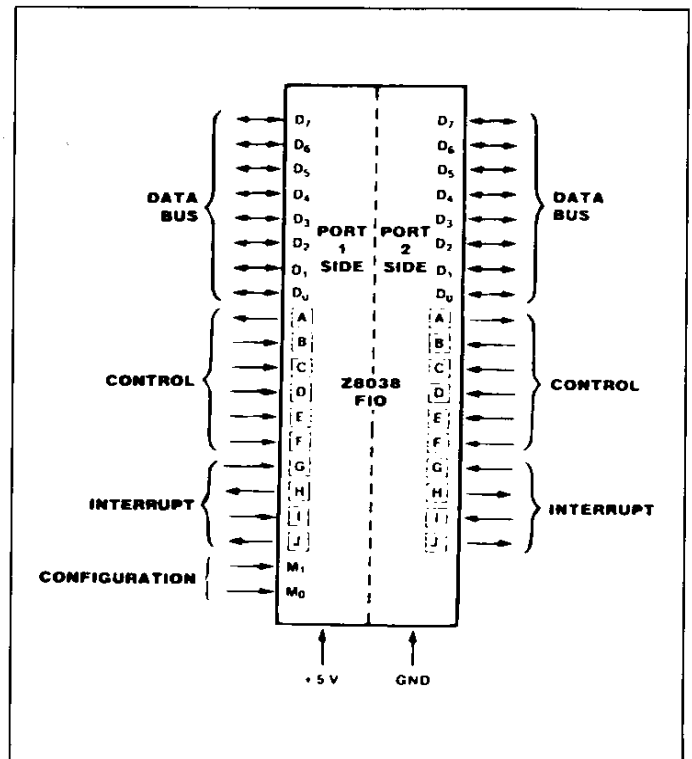 D7 D7
D6 D6
D5 D5
DATA BUS D4 D4 DATA BUS
D3 D3
PORT 1 SIDE PORT 2 SIDE
D2 D2
D1 D1
D0 D0
A A
B B
C C
CONTROL D D CONTROL
Z8038 FIO
E E
F F
G G
H H
INTERRUPT INTERRUPT
I I
J J
CONFIGURATION M1
M0
+5 V GND